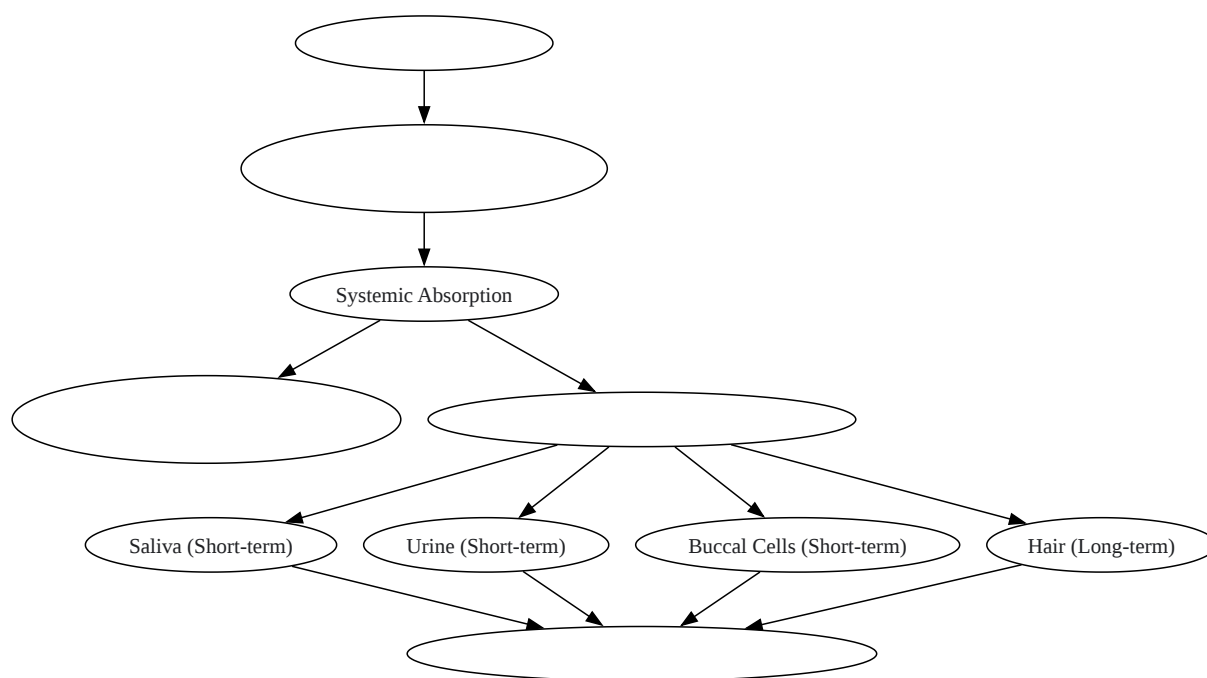 Systemic Absorption
Saliva (Short-term)
Urine (Short-term)
Buccal Cells (Short-term)
Hair (Long-term)